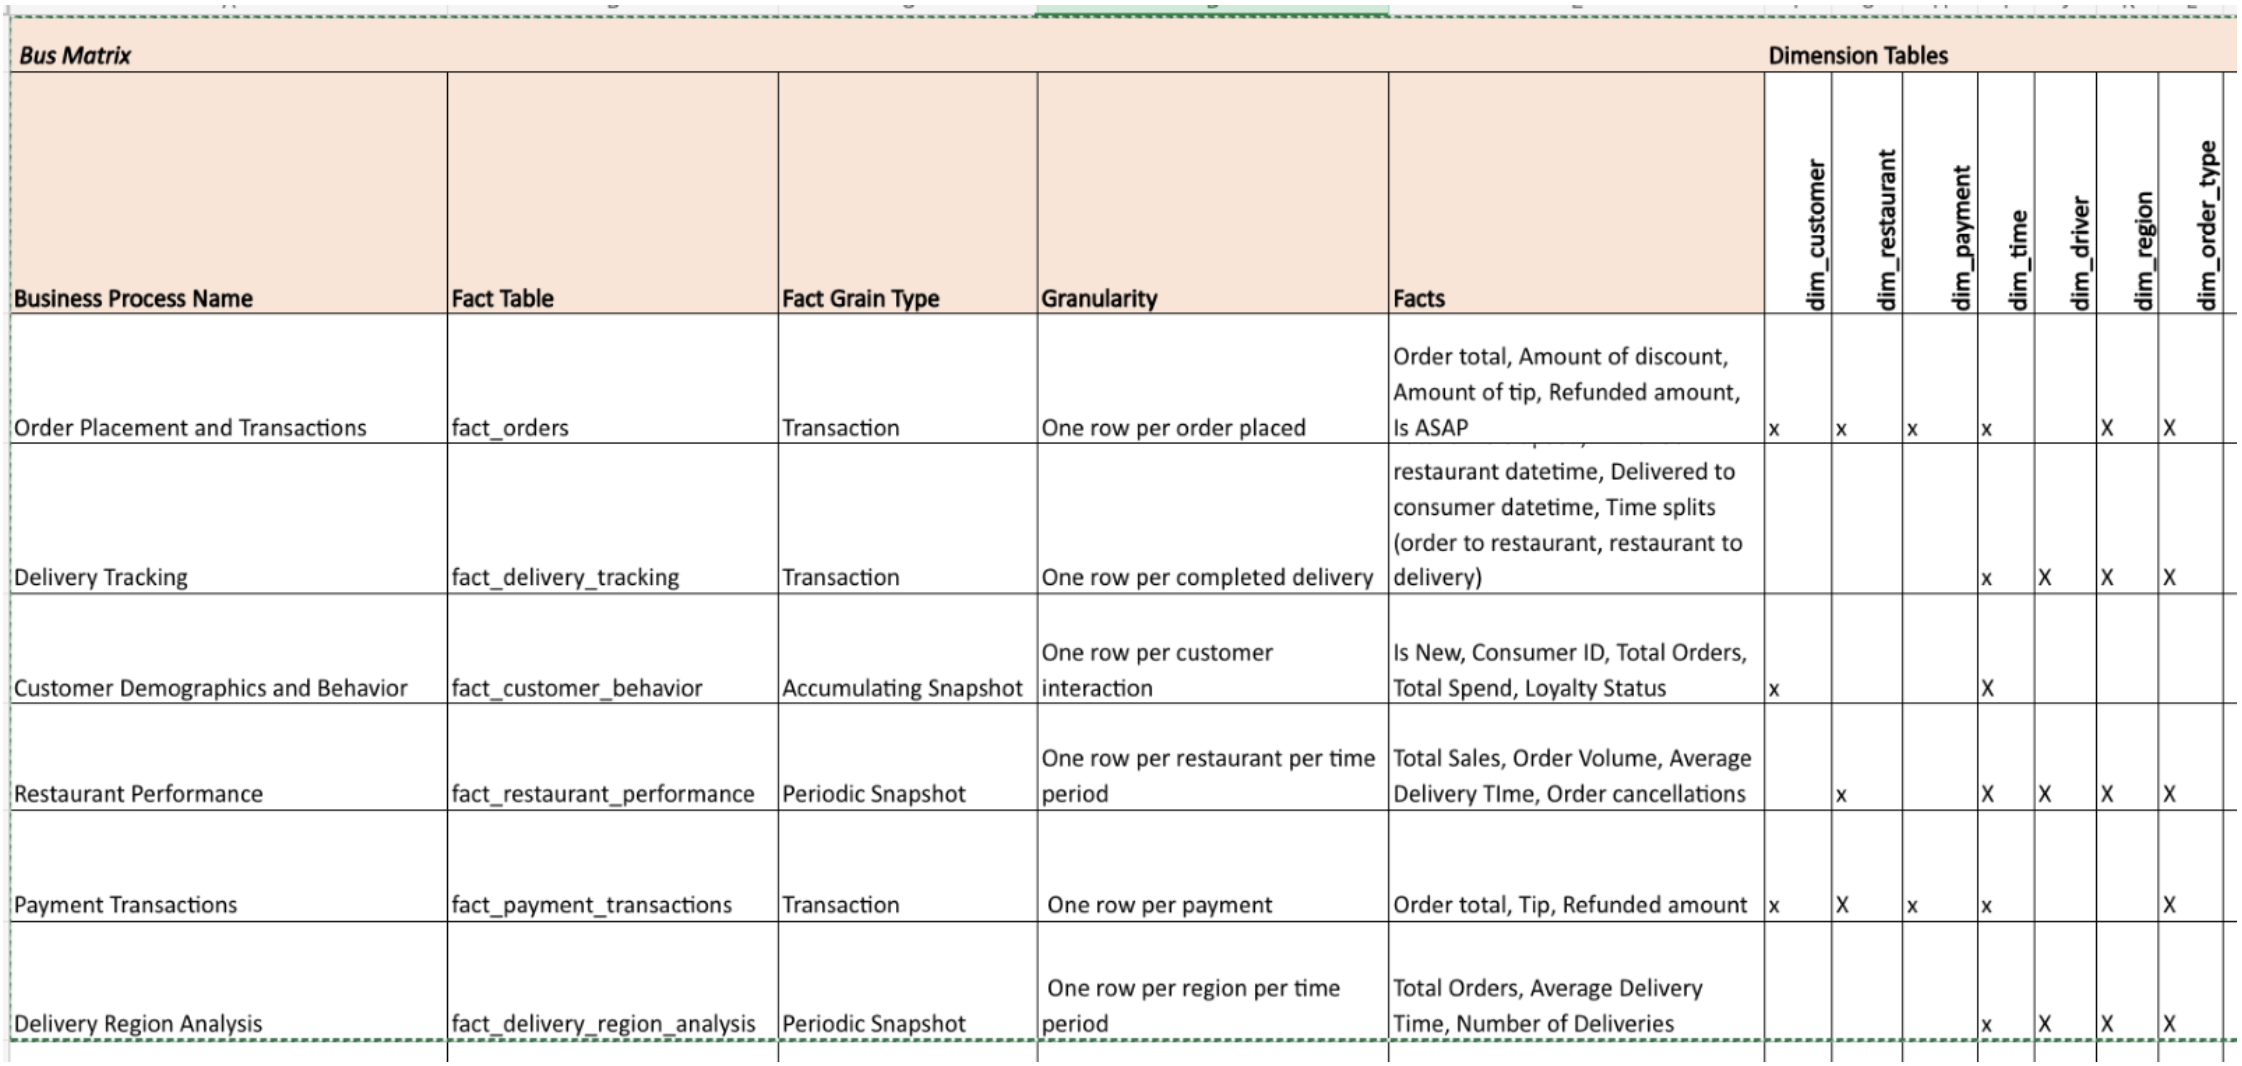 Bus Matrix
Dimension Tables
Business Process Name
Fact Table
Fact Grain Type
Granularity
Facts
dim_customer
dim_restaurant
dim_payment
dim_time
dim_driver
dim_region
dim_order_type
Order Placement and Transactions
fact_orders
Transaction
One row per order placed
Order total, Amount of discount,
Amount of tip, Refunded amount,
Is ASAP
x
x
x
x
X
X
Delivery Tracking
fact_delivery_tracking
Transaction
One row per completed delivery
restaurant datetime, Delivered to
consumer datetime, Time splits
(order to restaurant, restaurant to
delivery)
x
X
X
X
Customer Demographics and Behavior
fact_customer_behavior
Accumulating Snapshot
One row per customer
interaction
Is New, Consumer ID, Total Orders,
Total Spend, Loyalty Status
x
X
Restaurant Performance
fact_restaurant_performance
Periodic Snapshot
One row per restaurant per time
period
Total Sales, Order Volume, Average
Delivery TIme, Order cancellations
x
X
X
X
X
Payment Transactions
fact_payment_transactions
Transaction
One row per payment
Order total, Tip, Refunded amount
x
X
x
x
X
Delivery Region Analysis
fact_delivery_region_analysis
Periodic Snapshot
One row per region per time
period
Total Orders, Average Delivery
Time, Number of Deliveries
x
X
X
X